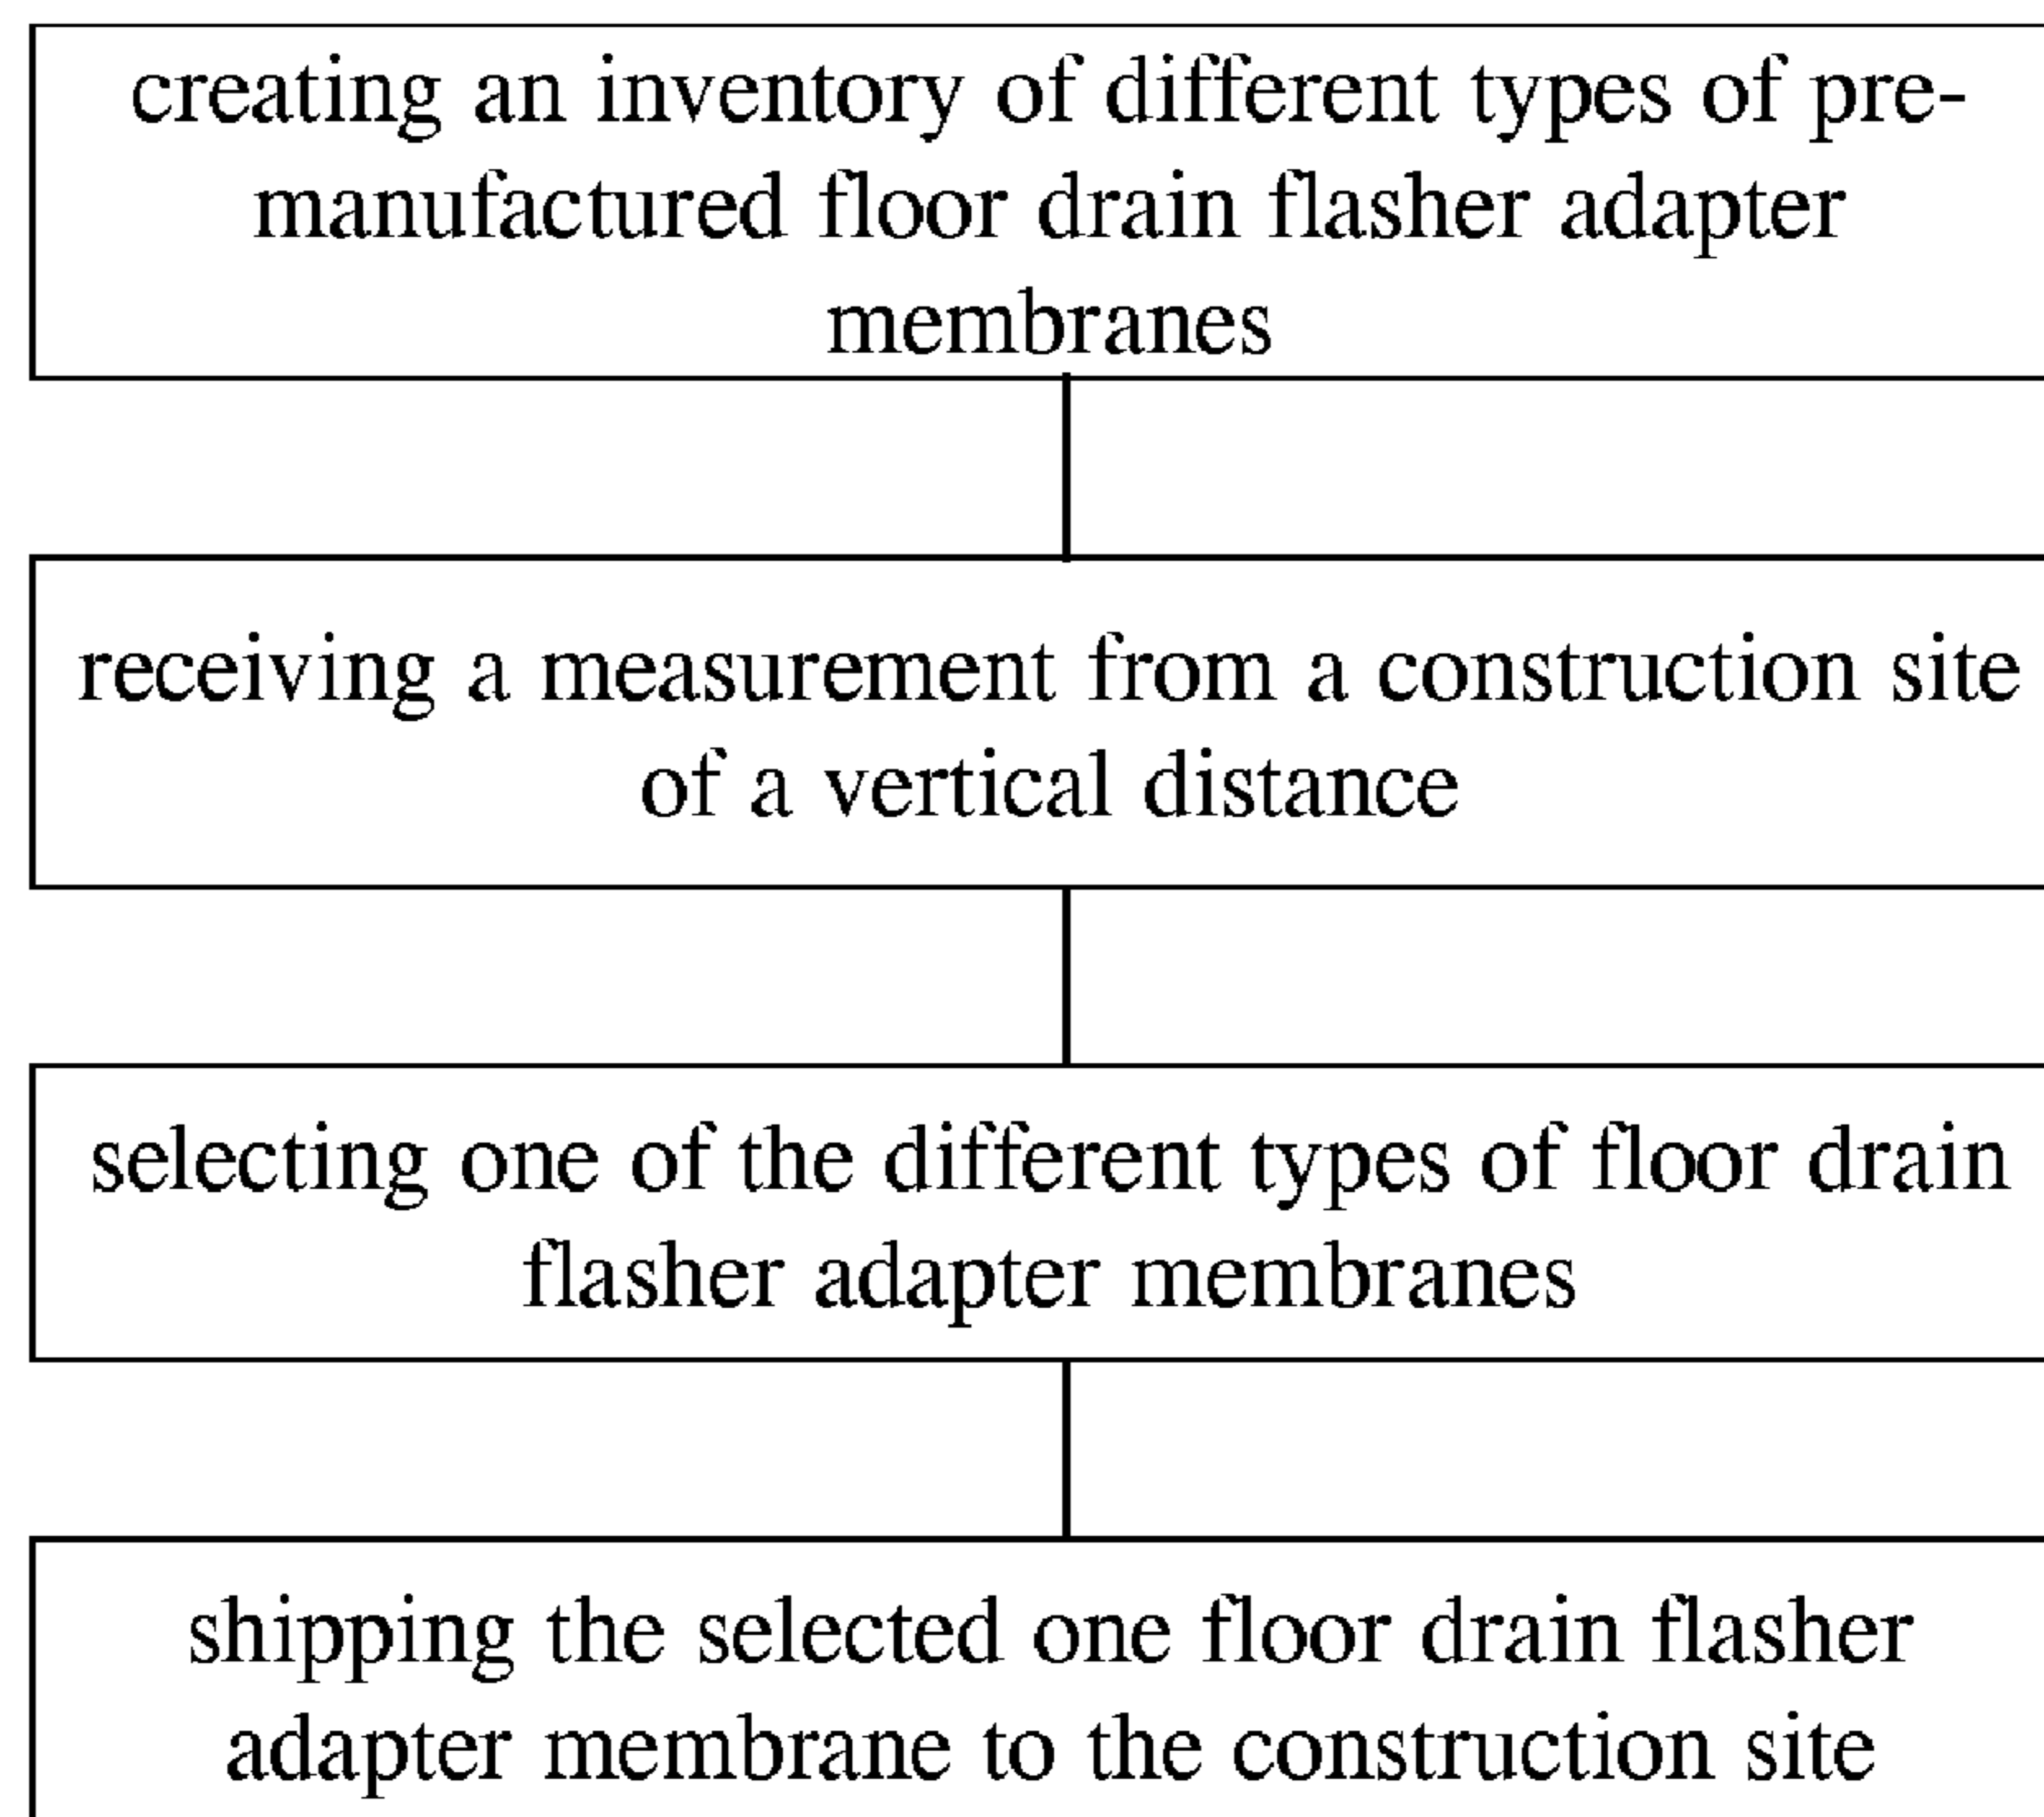 creating an inventory of different types of pre-
manufactured floor drain flasher adapter
membranes
receiving a measurement from a construction site
of a vertical distance
selecting one of the different types of floor drain
flasher adapter membranes
shipping the selected one floor drain flasher
adapter membrane to the construction site